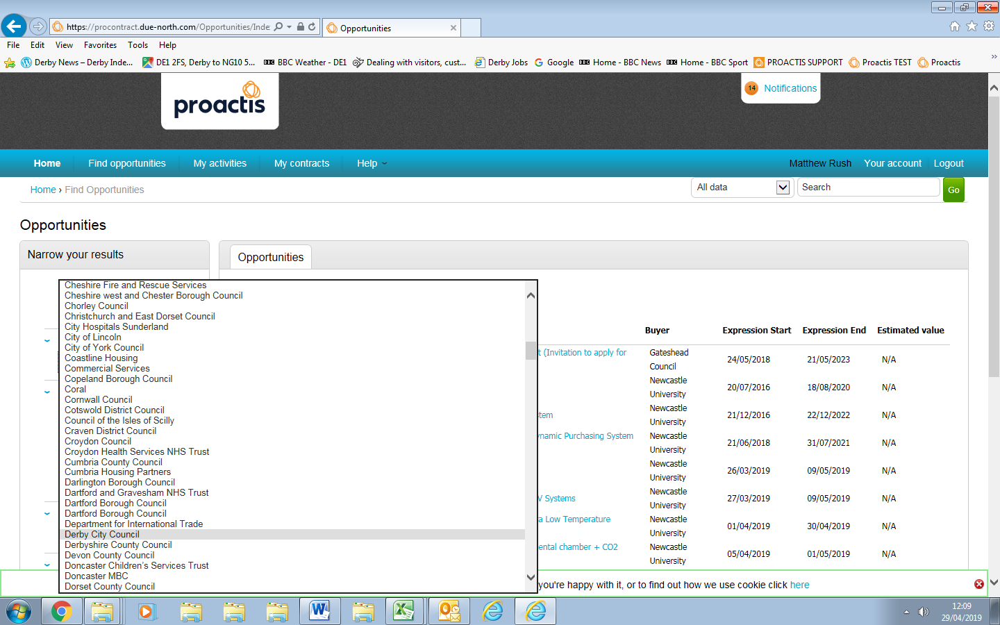 https://procontract.due-north.com/Opportunities/Inde
Opportunities
File Edit View Favorites Tools Help
Derby News – Derby Inde...
DE1 2FS, Derby to NG10 5...
BBC Weather - DE1
Dealing with visitors, cust...
Derby Jobs
Google
Home - BBC News
Home - BBC Sport
PROACTIS SUPPORT
Proactis TEST
Proactis
proactis
14 Notifications
Home Find opportunities My activities My contracts Help
Matthew Rush Your account Logout
Home › Find Opportunities
All data
Search
Go
Opportunities
Narrow your results
Opportunities
Cheshire Fire and Rescue Services
Cheshire west and Chester Borough Council
Chorley Council
Christchurch and East Dorset Council
City Hospitals Sunderland
City of Lincoln
City of York Council
Coastline Housing
Commercial Services
Copeland Borough Council
Coral
Cornwall Council
Cotswold District Council
Council of the Isles of Scilly
Craven District Council
Croydon Council
Croydon Health Services NHS Trust
Cumbria County Council
Cumbria Housing Partners
Darlington Borough Council
Dartford and Gravesham NHS Trust
Dartford Borough Council
Dartford Borough Council
Department for International Trade
Derby City Council
Derbyshire County Council
Devon County Council
Doncaster Children's Services Trust
Doncaster MBC
Dorset County Council
Buyer Expression Start Expression End Estimated value
t (Invitation to apply for
Gateshead
Council
24/05/2018 21/05/2023 N/A
Newcastle
University
20/07/2016 18/08/2020 N/A
stem
Newcastle
University
21/12/2016 22/12/2022 N/A
ynamic Purchasing System
Newcastle
University
21/06/2018 31/07/2021 N/A
Newcastle
University
26/03/2019 09/05/2019 N/A
V Systems
Newcastle
University
27/03/2019 09/05/2019 N/A
a Low Temperature
Newcastle
University
01/04/2019 30/04/2019 N/A
ental chamber + CO2
Newcastle
University
05/04/2019 01/05/2019 N/A
you're happy with it, or to find out how we use cookie click here
12:09
29/04/2019